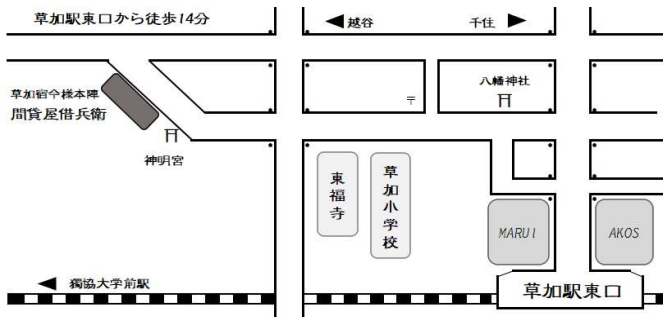 草加駅東口から徒歩14分
◀越谷
千住▶
草加宿今様本陣
間貸屋借兵衛
八幡神社
〒
神明宮
東福寺
草加小学校
MARUI
AKOS
◀ 獨協大学前駅
草加駅東口